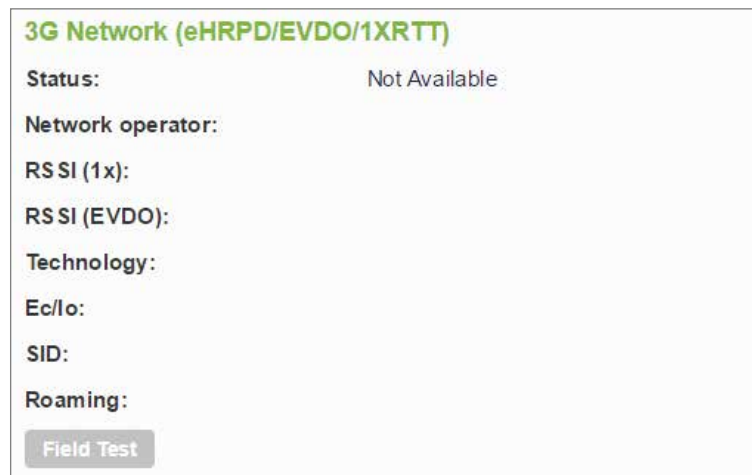 3G Network (eHRPD/EVDO/1XRTT)
Status: Not Available
Network operator:
RSSI (1x):
RSSI (EVDO):
Technology:
Ec/Io:
SID:
Roaming:
Field Test